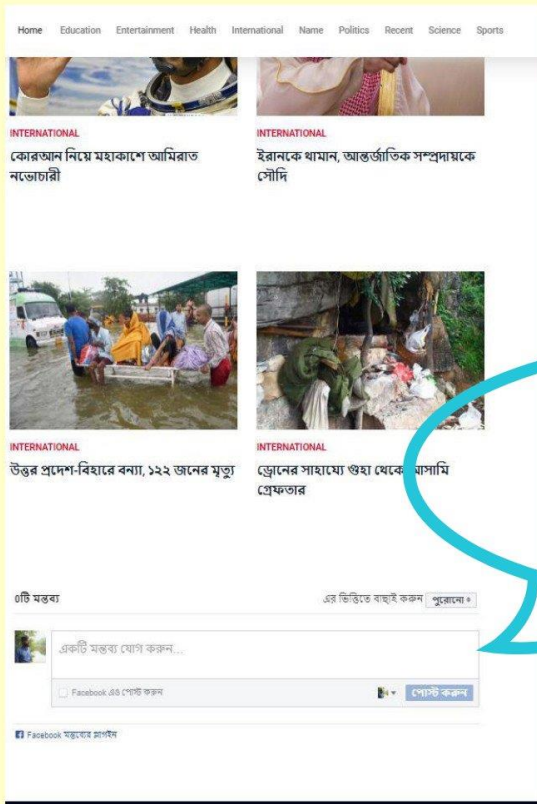 Home Education Entertainment Health International Name Politics Recent Science Sports
INTERNATIONAL
কোরআন নিয়ে মহাকাশে আমিরাত
নভোচারী
INTERNATIONAL
ইরানকে থামান, আন্তর্জাতিক সম্প্রদায়কে
সৌদি
INTERNATIONAL
উত্তর প্রদেশ-বিহারে বন্যা, ১২২ জনের মৃত্যু
INTERNATIONAL
ড্রোনের সাহায্যে গুহা থেকে আসামি
গ্রেফতার
০টি মন্তব্য
এর ভিত্তিতে বাছাই করুন পুরোনো
একটি মন্তব্য যোগ করুন...
Facebook এও পোস্ট করুন
পোস্ট করুন
Facebook মন্তব্যের প্লাগইন